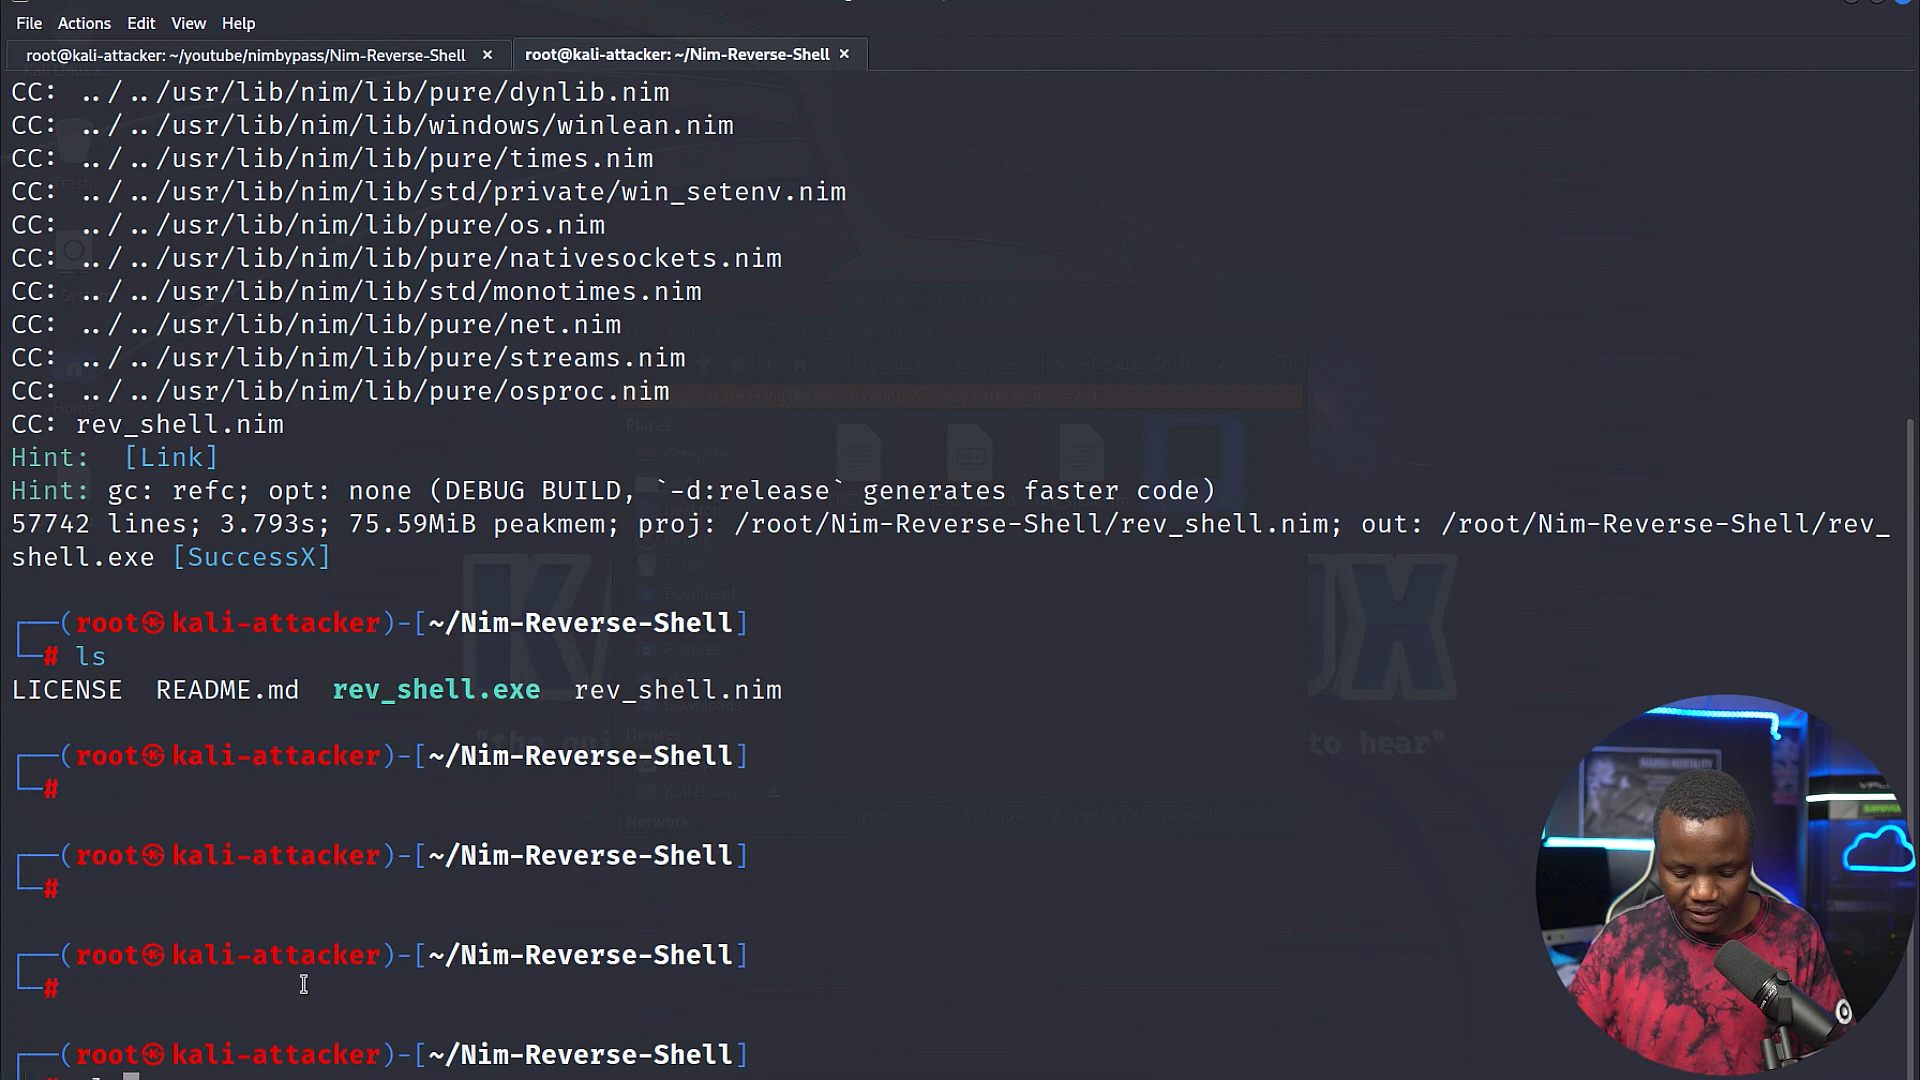 File Actions Edit View Help
root@kali-attacker: ~/youtube/nimbypass/Nim-Reverse-Shell × root@kali-attacker: ~/Nim-Reverse-Shell ×
CC: ../../usr/lib/nim/lib/pure/dynlib.nim
CC: ../../usr/lib/nim/lib/windows/winlean.nim
CC: ../../usr/lib/nim/lib/pure/times.nim
CC: ../../usr/lib/nim/lib/std/private/win_setenv.nim
CC: ../../usr/lib/nim/lib/pure/os.nim
CC: ../../usr/lib/nim/lib/pure/nativesockets.nim
CC: ../../usr/lib/nim/lib/std/monotimes.nim
CC: ../../usr/lib/nim/lib/pure/net.nim
CC: ../../usr/lib/nim/lib/pure/streams.nim
CC: ../../usr/lib/nim/lib/pure/osproc.nim
CC: rev_shell.nim
Hint: [Link]
Hint: gc: refc; opt: none (DEBUG BUILD, `-d:release` generates faster code)
57742 lines; 3.793s; 75.59MiB peakmem; proj: /root/Nim-Reverse-Shell/rev_shell.nim; out: /root/Nim-Reverse-Shell/rev_
shell.exe [SuccessX]
┌──(root㉿kali-attacker)-[~/Nim-Reverse-Shell]
└─# ls
LICENSE README.md rev_shell.exe rev_shell.nim
┌──(root㉿kali-attacker)-[~/Nim-Reverse-Shell]
└─#
┌──(root㉿kali-attacker)-[~/Nim-Reverse-Shell]
└─#
┌──(root㉿kali-attacker)-[~/Nim-Reverse-Shell]
└─#
┌──(root㉿kali-attacker)-[~/Nim-Reverse-Shell]